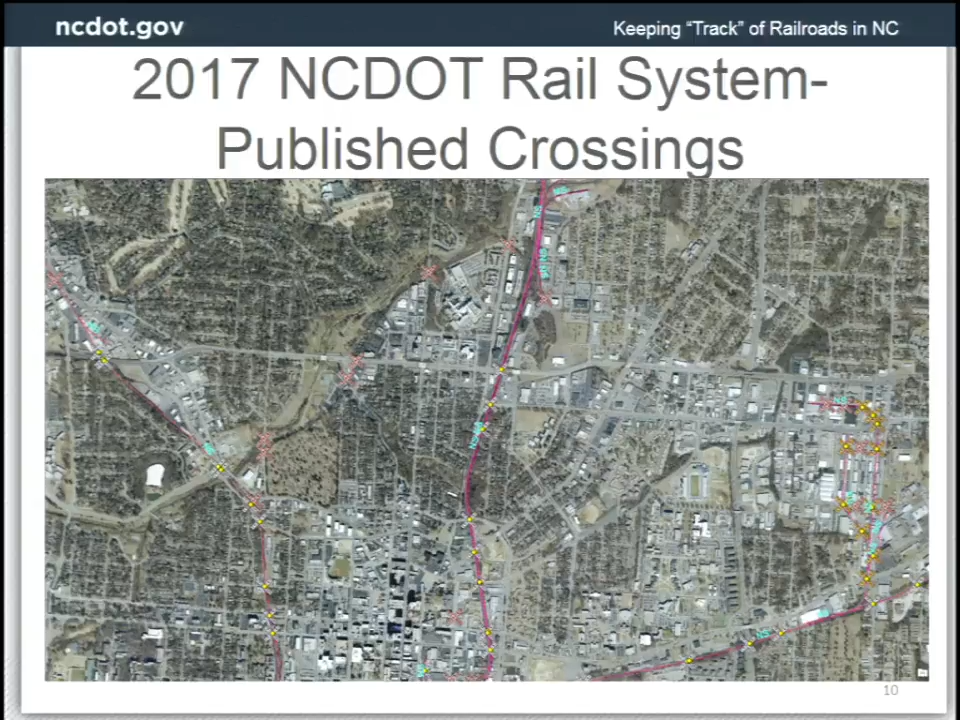 ncdot.gov
Keeping “Track” of Railroads in NC
2017 NCDOT Rail System-
Published Crossings
10